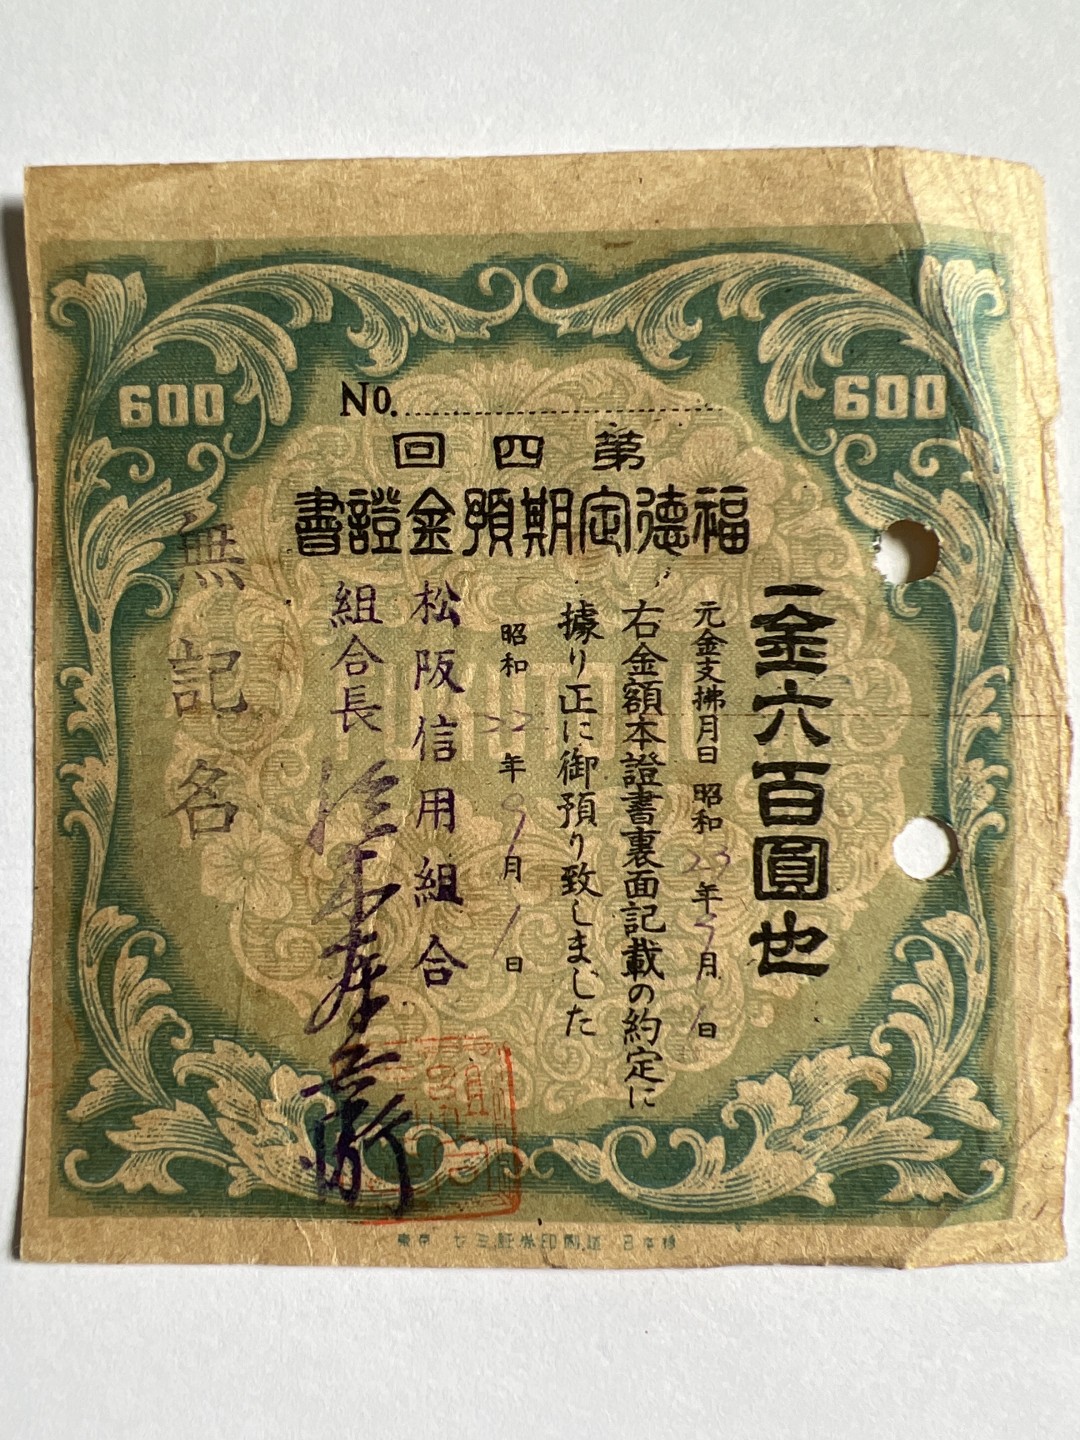 600
600
No.
第四回
福德定期預金證書
一金六百圓也
元金支拂月日 昭和23年3月1日
右金額本證書裏面記載の約定に
據り正に御預り致しました
昭和22年9月1日
松阪信用組合
組合長
無記名